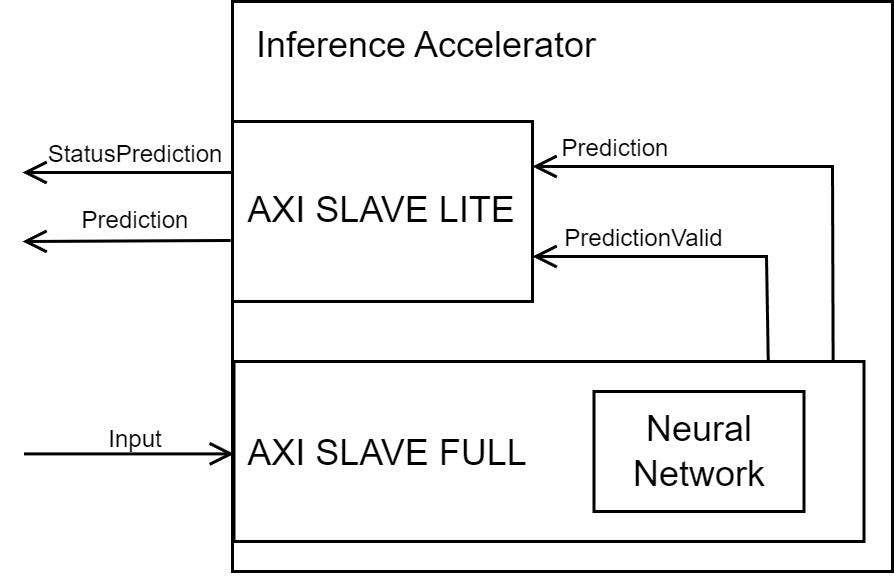 Inference Accelerator
StatusPrediction
Prediction
AXI SLAVE LITE
Prediction
PredictionValid
Input
AXI SLAVE FULL
Neural
Network